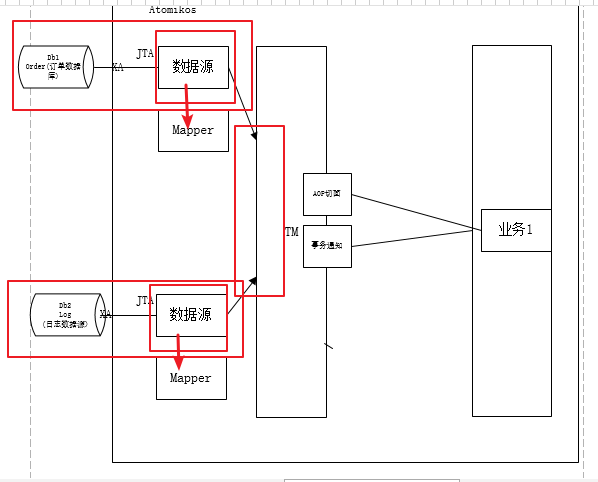 Atomikos
Db1
Order(订单数据
库)
XA
JTA
数据源
Mapper
TM
AOP切面
事务通知
业务1
Db2
Log
(日志数据源)
XA
JTA
数据源
Mapper